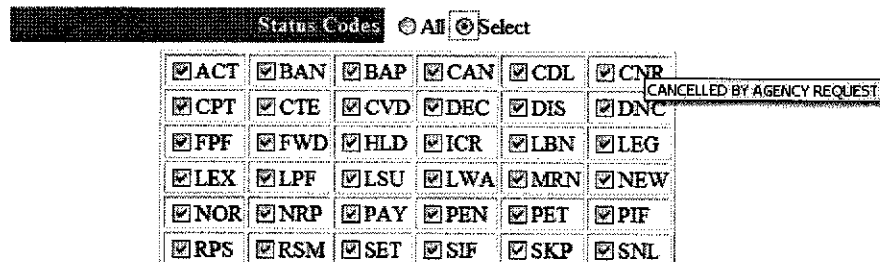 Status Codes All Select
ACT BAN BAP CAN CDL CNR
CANCELLED BY AGENCY REQUEST
CPT CTE CVD DEC DIS DNC
FPF FWD HLD ICR LBN LEG
LEX LPF LSU LWA MRN NEW
NOR NRP PAY PEN PET PIF
RPS RSM SET SIF SKP SNL